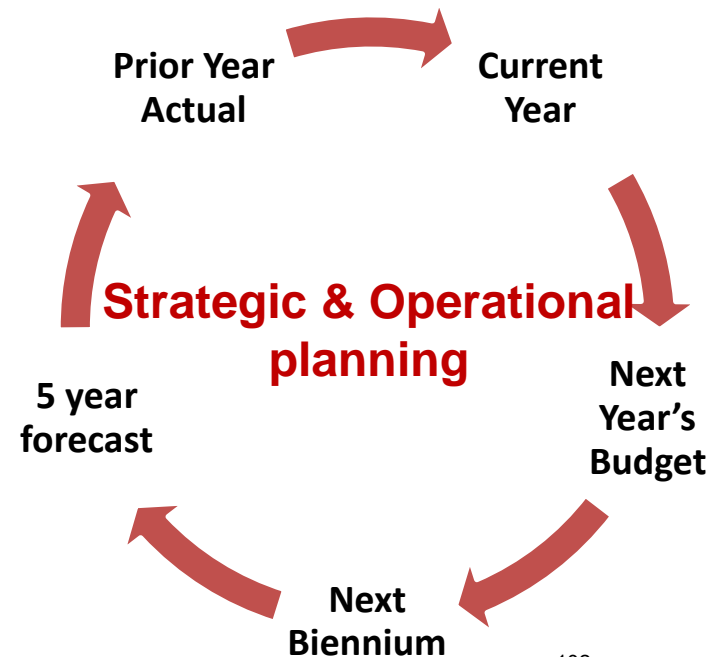 Prior Year
Actual
Current
Year
Strategic & Operational
planning
Next
Year’s
Budget
5 year
forecast
Next
Biennium